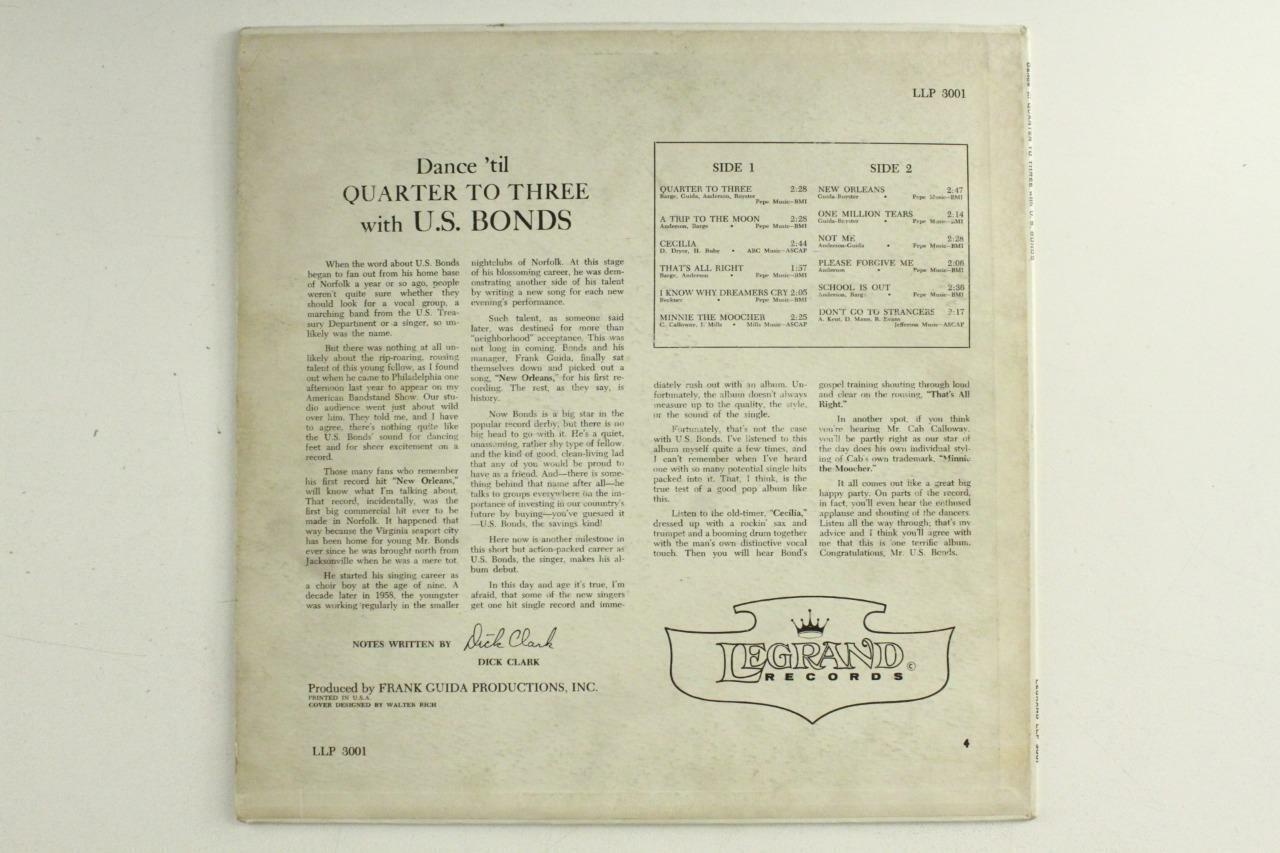 LLP 3001
Dance 'til
QUARTER TO THREE
with U.S. BONDS
When the word about U.S. Bonds
began to fan out from his home base
of Norfolk a year or so ago, people
weren't quite sure whether they
should look for a vocal group, a
marching band from the U.S. Trea-
sury Department or a singer, so un-
likely was the name.
But there was nothing at all un-
likely about the rip-roaring, rousing
talent of this young fellow, as I found
out when he came to Philadelphia one
afternoon last year to appear on my
American Bandstand Show. Our stu-
dio audience went just about wild
over him. They told me, and I have
to agree, there's nothing quite like
the U.S. Bonds' sound for dancing
feet and for sheer excitement on a
record.
Those many fans who remember
his first record hit "New Orleans,"
will know what I'm talking about.
That record, incidentally, was the
first big commercial hit ever to be
made in Norfolk. It happened that
way because the Virginia seaport city
has been home for young Mr. Bonds
ever since he was brought north from
Jacksonville when he was a mere tot.
He started his singing career as
a choir boy at the age of nine. A
decade later in 1958, the youngster
was working regularly in the smaller
nightclubs of Norfolk. At this stage
of his blossoming career, he was dem-
onstrating another side of his talent
by writing a new song for each new
evening's performance.
Such talent, as someone said
later, was destined for more than
"neighborhood" acceptance. This was
not long in coming. Bonds and his
manager, Frank Guida, finally sat
themselves down and picked out a
song, "New Orleans," for his first re-
cording. The rest, as they say, is
history.
Now Bonds is a big star in the
popular record derby, but there is no
big head to go with it. He's a quiet,
unassuming, rather shy type of fellow,
and the kind of good, clean-living lad
that any of you would be proud to
have as a friend. And—there is some-
thing behind that name after all—he
talks to groups everywhere on the im-
portance of investing in our country's
future by buying—you've guessed it
—U.S. Bonds, the savings kind!
Here now is another milestone in
this short but action-packed career as
U.S. Bonds, the singer, makes his al-
bum debut.
In this day and age it's true, I'm
afraid, that some of the new singers
get one hit single record and imme-
SIDE 1
QUARTER TO THREE 2:28
Barge, Guida, Anderson, Royster
Pepe Music—BMI
A TRIP TO THE MOON 2:28
Anderson, Barge • Pepe Music—BMI
CECILIA 2:44
D. Dryer, H. Ruby • ABC Music—ASCAP
THAT'S ALL RIGHT 1:57
Barge, Anderson • Pepe Music—BMI
I KNOW WHY DREAMERS CRY 2:05
• Pepe Music—BMI
MINNIE THE MOOCHER 2:25
C. Calloway, I. Mills • Mills Music—ASCAP
SIDE 2
NEW ORLEANS 2:47
Guida-Royster • Pepe Music—BMI
ONE MILLION TEARS 2:14
Guida-Royster • Pepe Music—BMI
NOT ME 2:28
Anderson-Guida • Pepe Music—BMI
PLEASE FORGIVE ME 2:06
Anderson • Pepe Music—BMI
SCHOOL IS OUT 2:36
Anderson, Barge • Pepe Music—BMI
DON'T GO TO STRANGERS 2:17
A. Kent, D. Mann, R. Evans
Jefferson Music—ASCAP
diately rush out with an album. Un-
fortunately, the album doesn't always
measure up to the quality, the style,
or the sound of the single.
Fortunately, that's not the case
with U.S. Bonds. I've listened to this
album myself quite a few times, and
I can't remember when I've heard
one with so many potential single hits
packed into it. That, I think, is the
true test of a good pop album like
this.
Listen to the old-timer, "Cecilia,"
dressed up with a rockin' sax and
trumpet and a booming drum together
with the man's own distinctive vocal
touch. Then you will hear Bond's
gospel training shouting through loud
and clear on the rousing, "That's All
Right."
In another spot, if you think
you're hearing Mr. Cab Calloway,
you'll be partly right as our star of
the day does his own individual styl-
ing of Cab's own trademark, "Minnie
the Moocher."
It all comes out like a great big
happy party. On parts of the record,
in fact, you'll even hear the enthused
applause and shouting of the dancers.
Listen all the way through; that's my
advice and I think you'll agree with
me that this is one terrific album.
Congratulations, Mr. U.S. Bonds.
NOTES WRITTEN BY Dick Clark
DICK CLARK
Produced by FRANK GUIDA PRODUCTIONS, INC.
PRINTED IN U.S.A.
COVER DESIGNED BY WALTER RICH
LEGRAND ©
RECORDS
LLP 3001
4